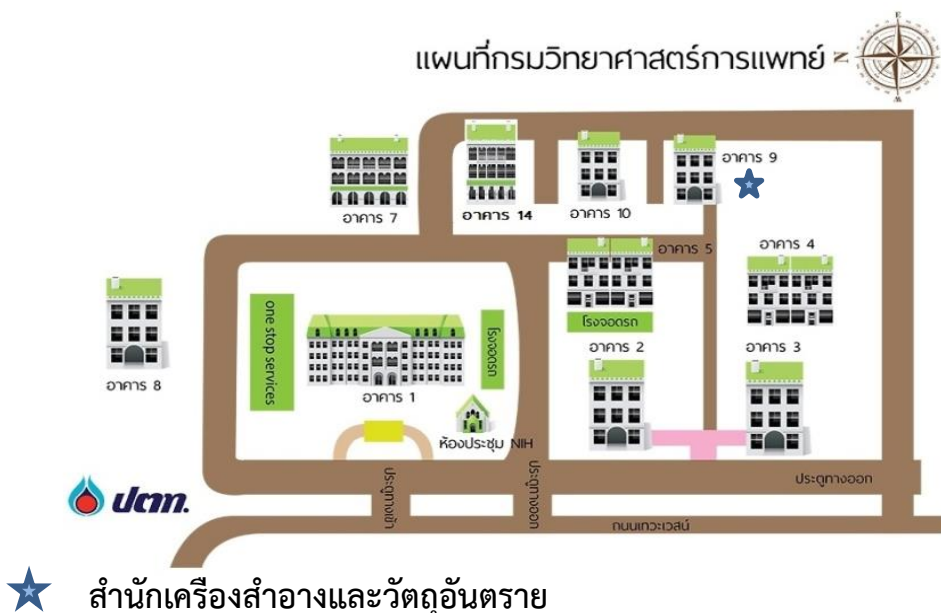 แผนที่กรมวิทยาศาสตร์การแพทย์
E
N
W
อาคาร 7
อาคาร 14
อาคาร 10
อาคาร 9
อาคาร 5
อาคาร 4
โรงจอดรถ
one stop services
อาคาร 1
โรงจอดรถ
อาคาร 2
อาคาร 3
อาคาร 8
ห้องประชุม NIH
ปตท.
ประตูทางเข้า
ประตูทางออก
ประตูทางออก
ถนนเทวะเวสน์
สำนักเครื่องสำอางและวัตถุอันตราย